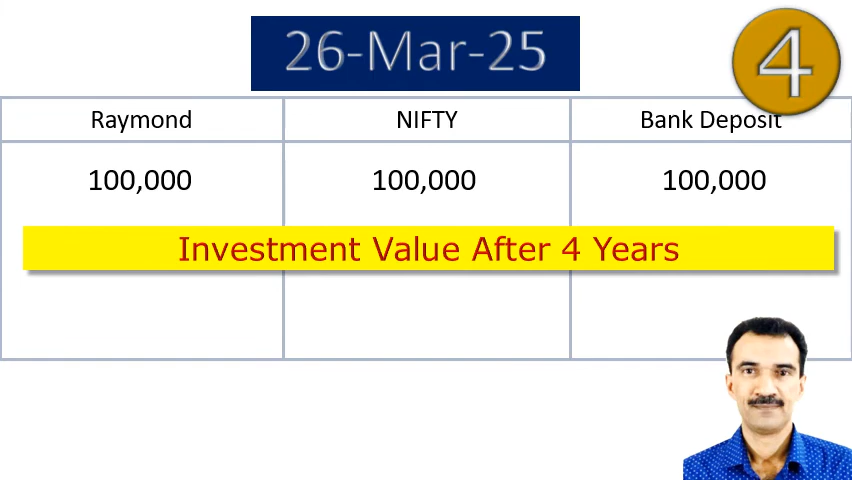 26-Mar-25
4
Raymond NIFTY Bank Deposit
100,000 100,000 100,000
Investment Value After 4 Years